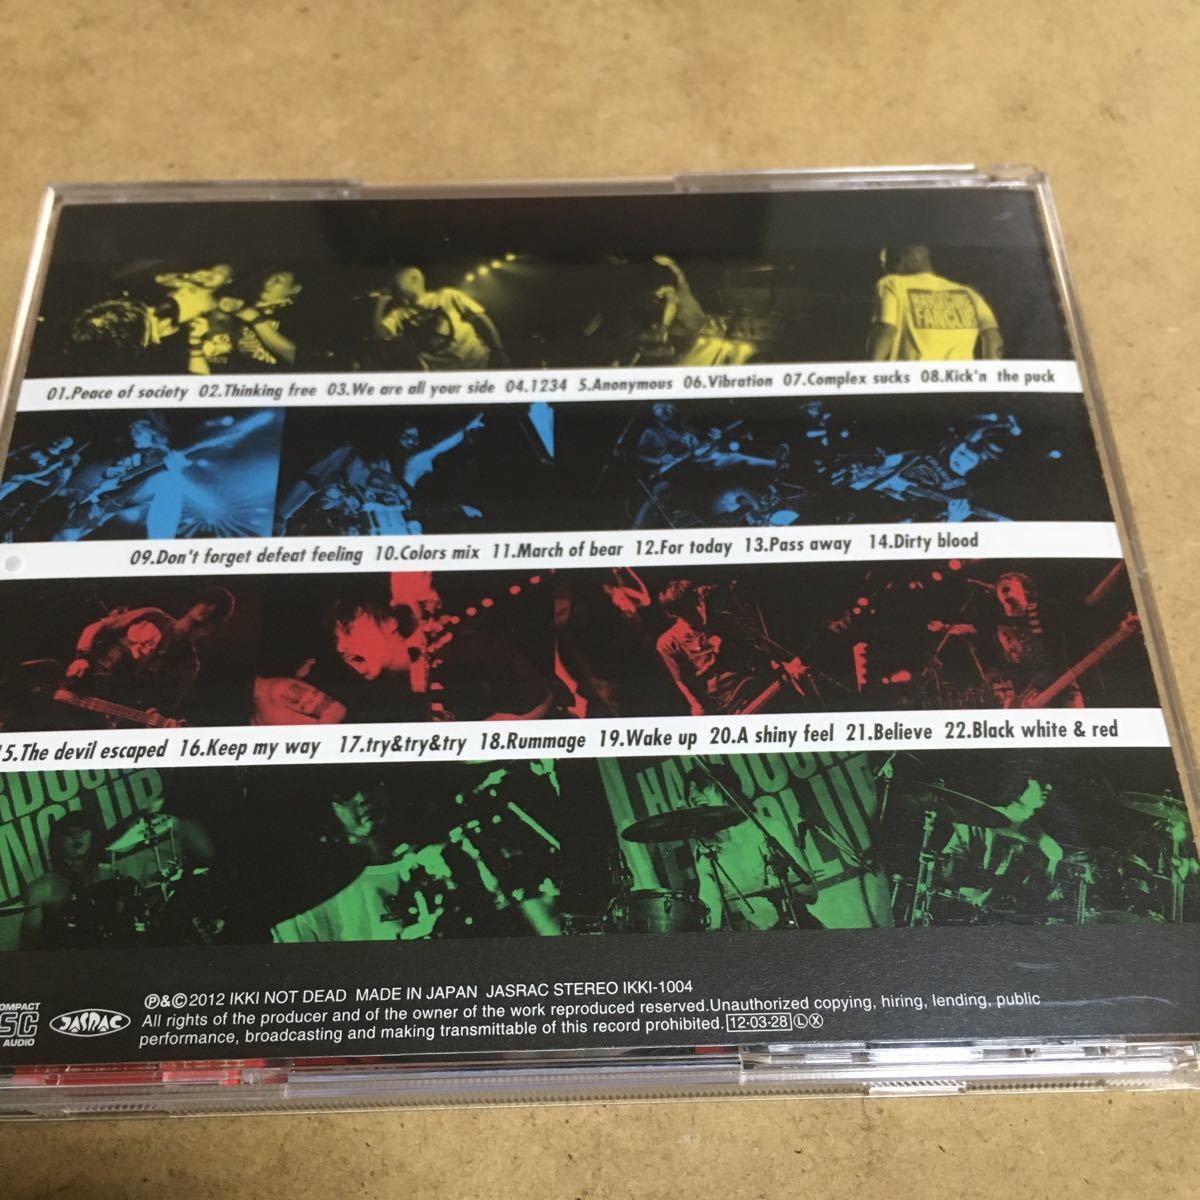 HARDCORE
FANCLUB
01.Peace of society 02.Thinking free 03.We are all your side 04.1234 5.Anonymous 06.Vibration 07.Complex sucks 08.Kick'n the puck
09.Don't forget defeat feeling 10.Colors mix 11.March of bear 12.For today 13.Pass away 14.Dirty blood
5.The devil escaped 16.Keep my way 17.try&try&try 18.Rummage 19.Wake up 20.A shiny feel 21.Believe 22.Black white & red
COMPACT
SC
AUDIO
JASRAC
℗&©2012 IKKI NOT DEAD MADE IN JAPAN JASRAC STEREO IKKI-1004
All rights of the producer and of the owner of the work reproduced reserved.Unauthorized copying, hiring, lending, public
performance, broadcasting and making transmittable of this record prohibited. 12·03·28 Ⓛ Ⓧ